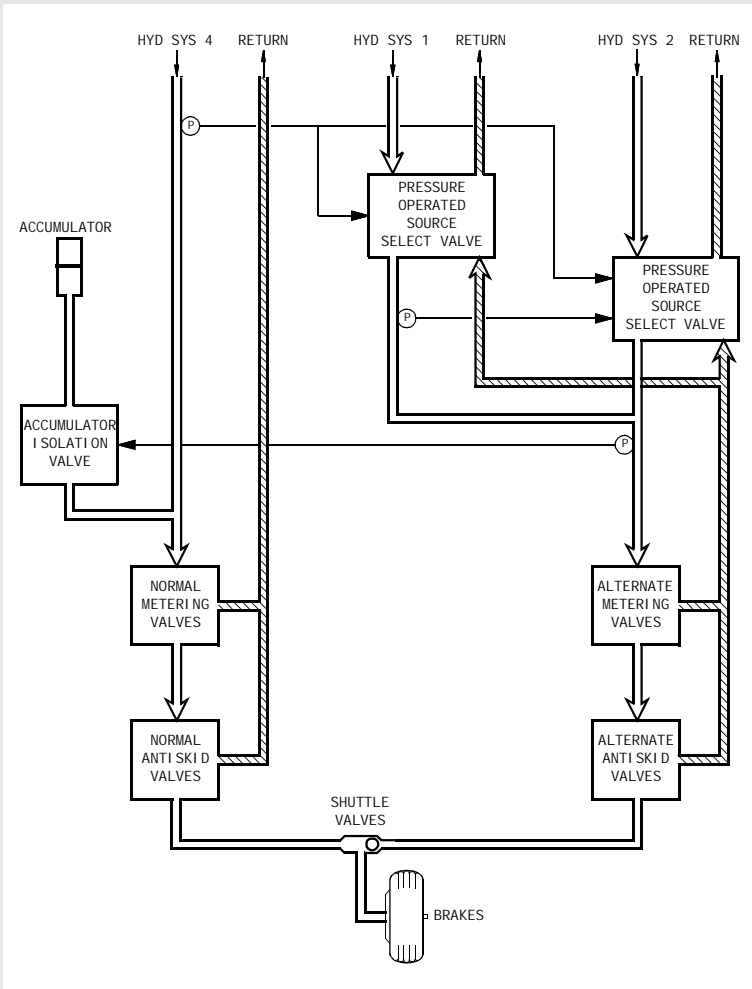 HYD SYS 4 RETURN HYD SYS 1 RETURN HYD SYS 2 RETURN
P
PRESSURE
OPERATED
SOURCE
SELECT VALVE
ACCUMULATOR
PRESSURE
OPERATED
SOURCE
SELECT VALVE
P
ACCUMULATOR
ISOLATION
VALVE
P
NORMAL
METERING
VALVES
ALTERNATE
METERING
VALVES
NORMAL
ANTISKID
VALVES
ALTERNATE
ANTISKID
VALVES
SHUTTLE
VALVES
BRAKES